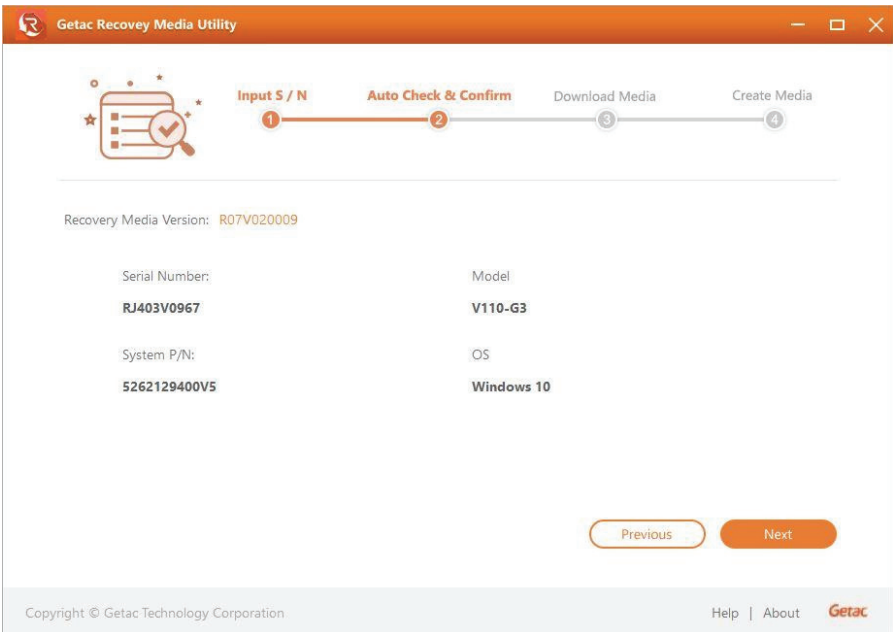 Getac Recovey Media Utility
Input S / N
Auto Check & Confirm
Download Media
Create Media
1
2
3
4
Recovery Media Version: R07V020009
Serial Number:
Model
RJ403V0967
V110-G3
System P/N:
OS
5262129400V5
Windows 10
Previous
Next
Copyright © Getac Technology Corporation
Help | About
Getac